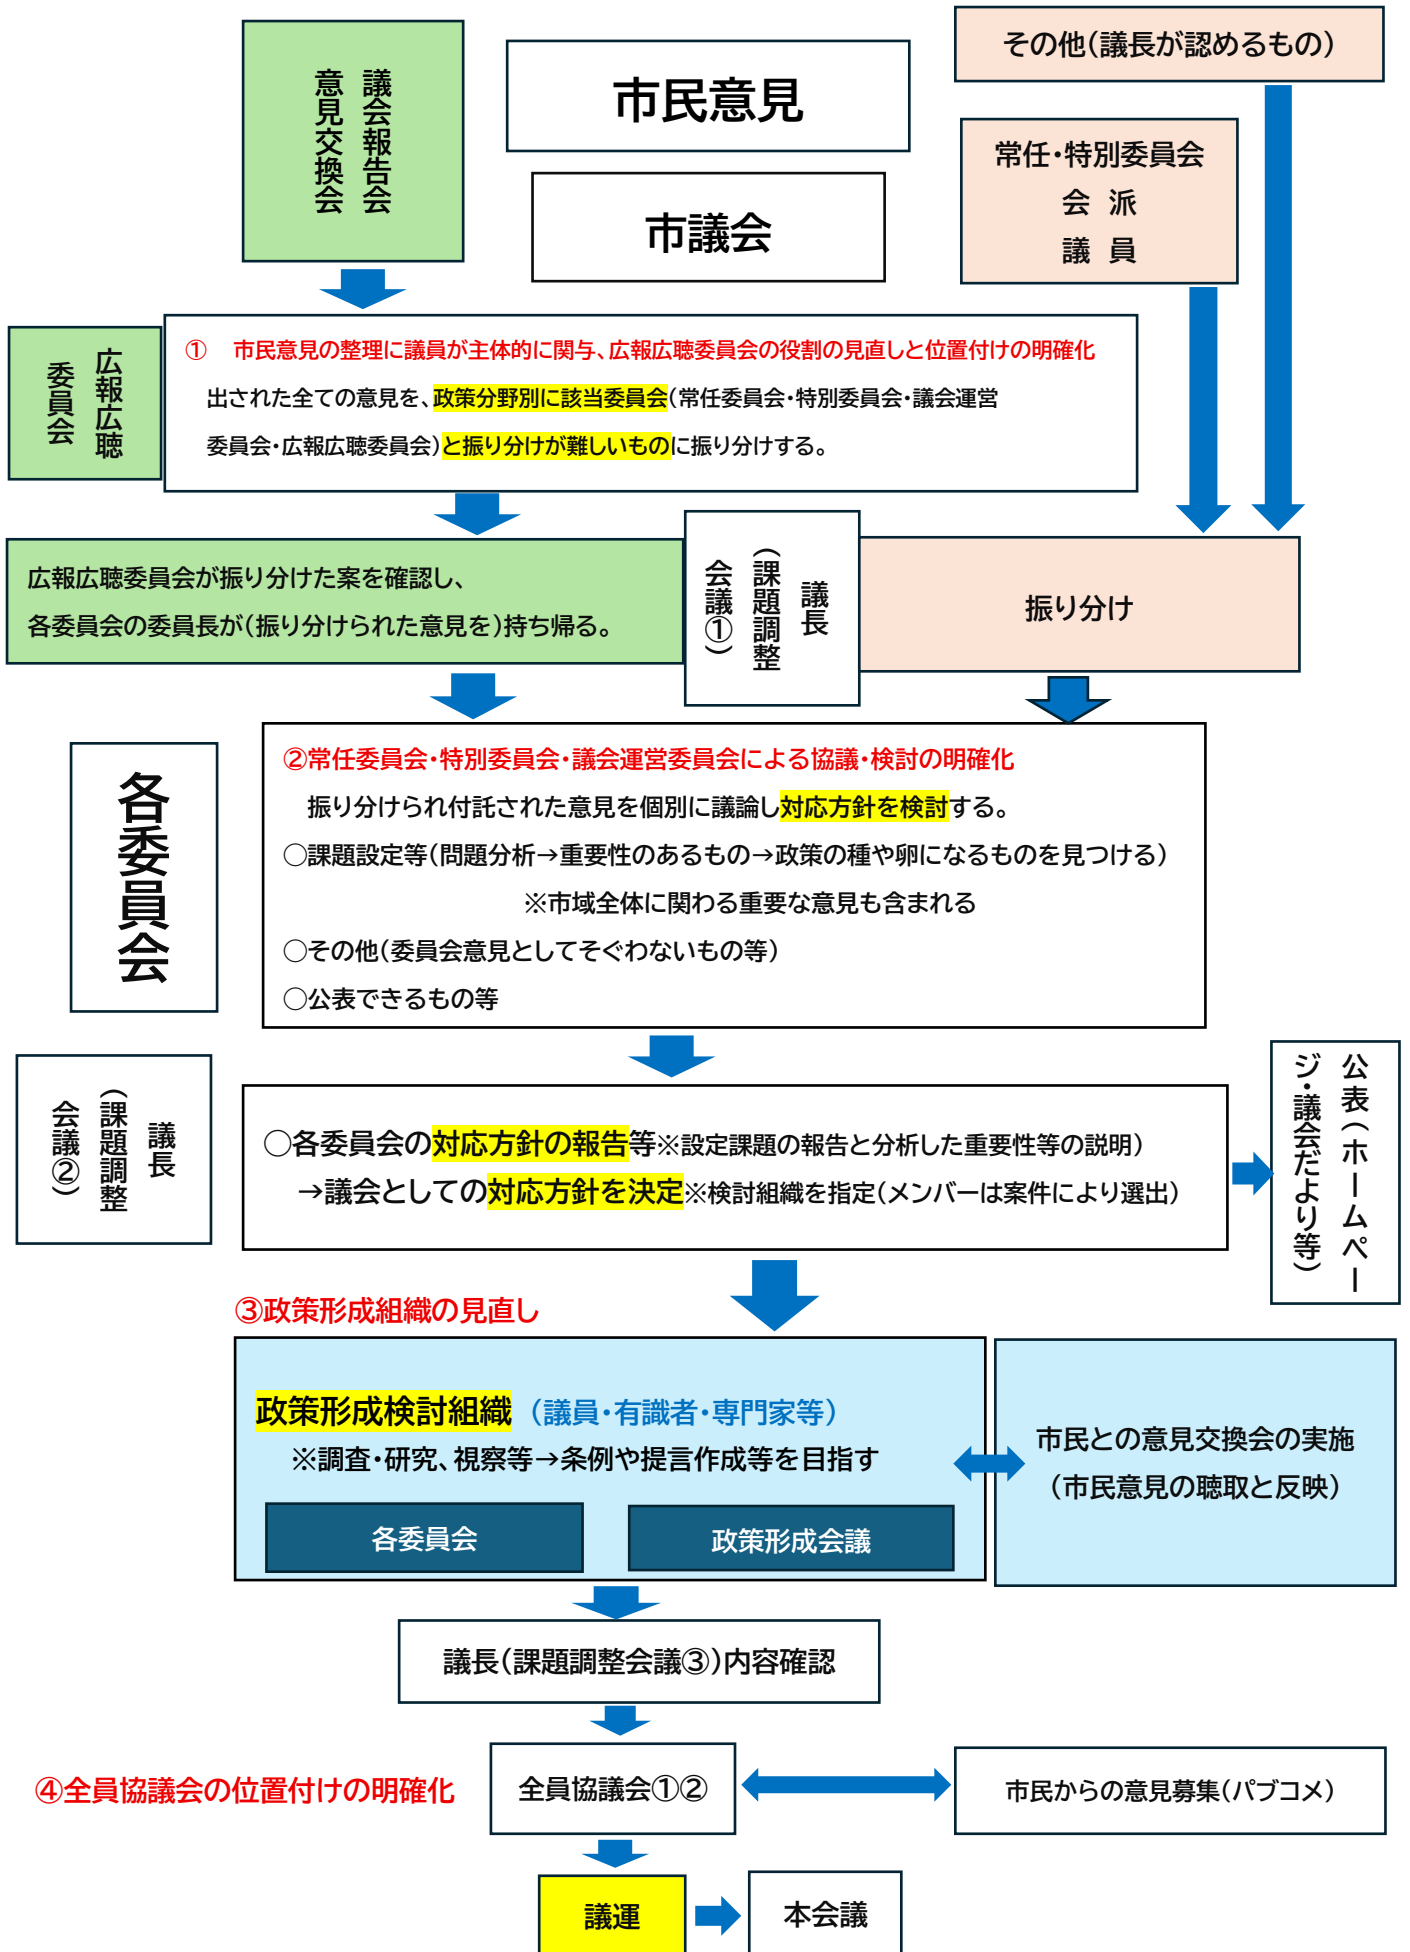 議会報告会
意見交換会
市民意見
市議会
その他（議長が認めるもの）
常任・特別委員会
会 派
議 員
広報広聴
委員会
① 市民意見の整理に議員が主体的に関与、広報広聴委員会の役割の見直しと位置付けの明確化
出された全ての意見を、政策分野別に該当委員会（常任委員会・特別委員会・議会運営
委員会・広報広聴委員会）と振り分けが難しいものに振り分けする。
広報広聴委員会が振り分けた案を確認し、
各委員会の委員長が（振り分けられた意見を）持ち帰る。
議長
（課題調整
会議①）
振り分け
各委員会
②常任委員会・特別委員会・議会運営委員会による協議・検討の明確化
振り分けられ付託された意見を個別に議論し対応方針を検討する。
○課題設定等（問題分析→重要性のあるもの→政策の種や卵になるものを見つける）
※市域全体に関わる重要な意見も含まれる
○その他（委員会意見としてそぐわないもの等）
○公表できるもの等
議長
（課題調整
会議②）
○各委員会の対応方針の報告等※設定課題の報告と分析した重要性等の説明）
→議会としての対応方針を決定※検討組織を指定（メンバーは案件により選出）
公表（ホームペー
ジ・議会だより等）
③政策形成組織の見直し
政策形成検討組織（議員・有識者・専門家等）
※調査・研究、視察等→条例や提言作成等を目指す
各委員会
政策形成会議
市民との意見交換会の実施
（市民意見の聴取と反映）
議長（課題調整会議③）内容確認
④全員協議会の位置付けの明確化
全員協議会①②
市民からの意見募集（パブコメ）
議運
本会議